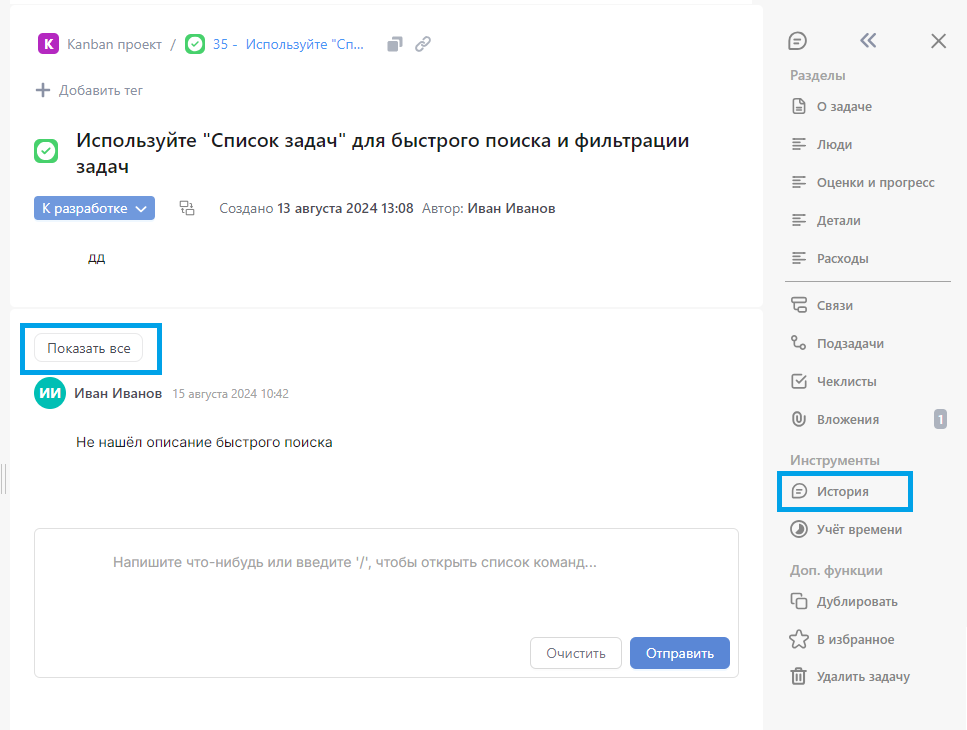 K Kanban проект / 35 - Используйте "Сп...
Добавить тег
Используйте "Список задач" для быстрого поиска и фильтрации
задач
К разработке Создано 13 августа 2024 13:08 Автор: Иван Иванов
дд
Показать все
ИИ Иван Иванов 15 августа 2024 10:42
Не нашёл описание быстрого поиска
Напишите что-нибудь или введите '/', чтобы открыть список команд...
Очистить Отправить
Разделы
О задаче
Люди
Оценки и прогресс
Детали
Расходы
Связи
Подзадачи
Чеклисты
Вложения 1
Инструменты
История
Учёт времени
Доп. функции
Дублировать
В избранное
Удалить задачу